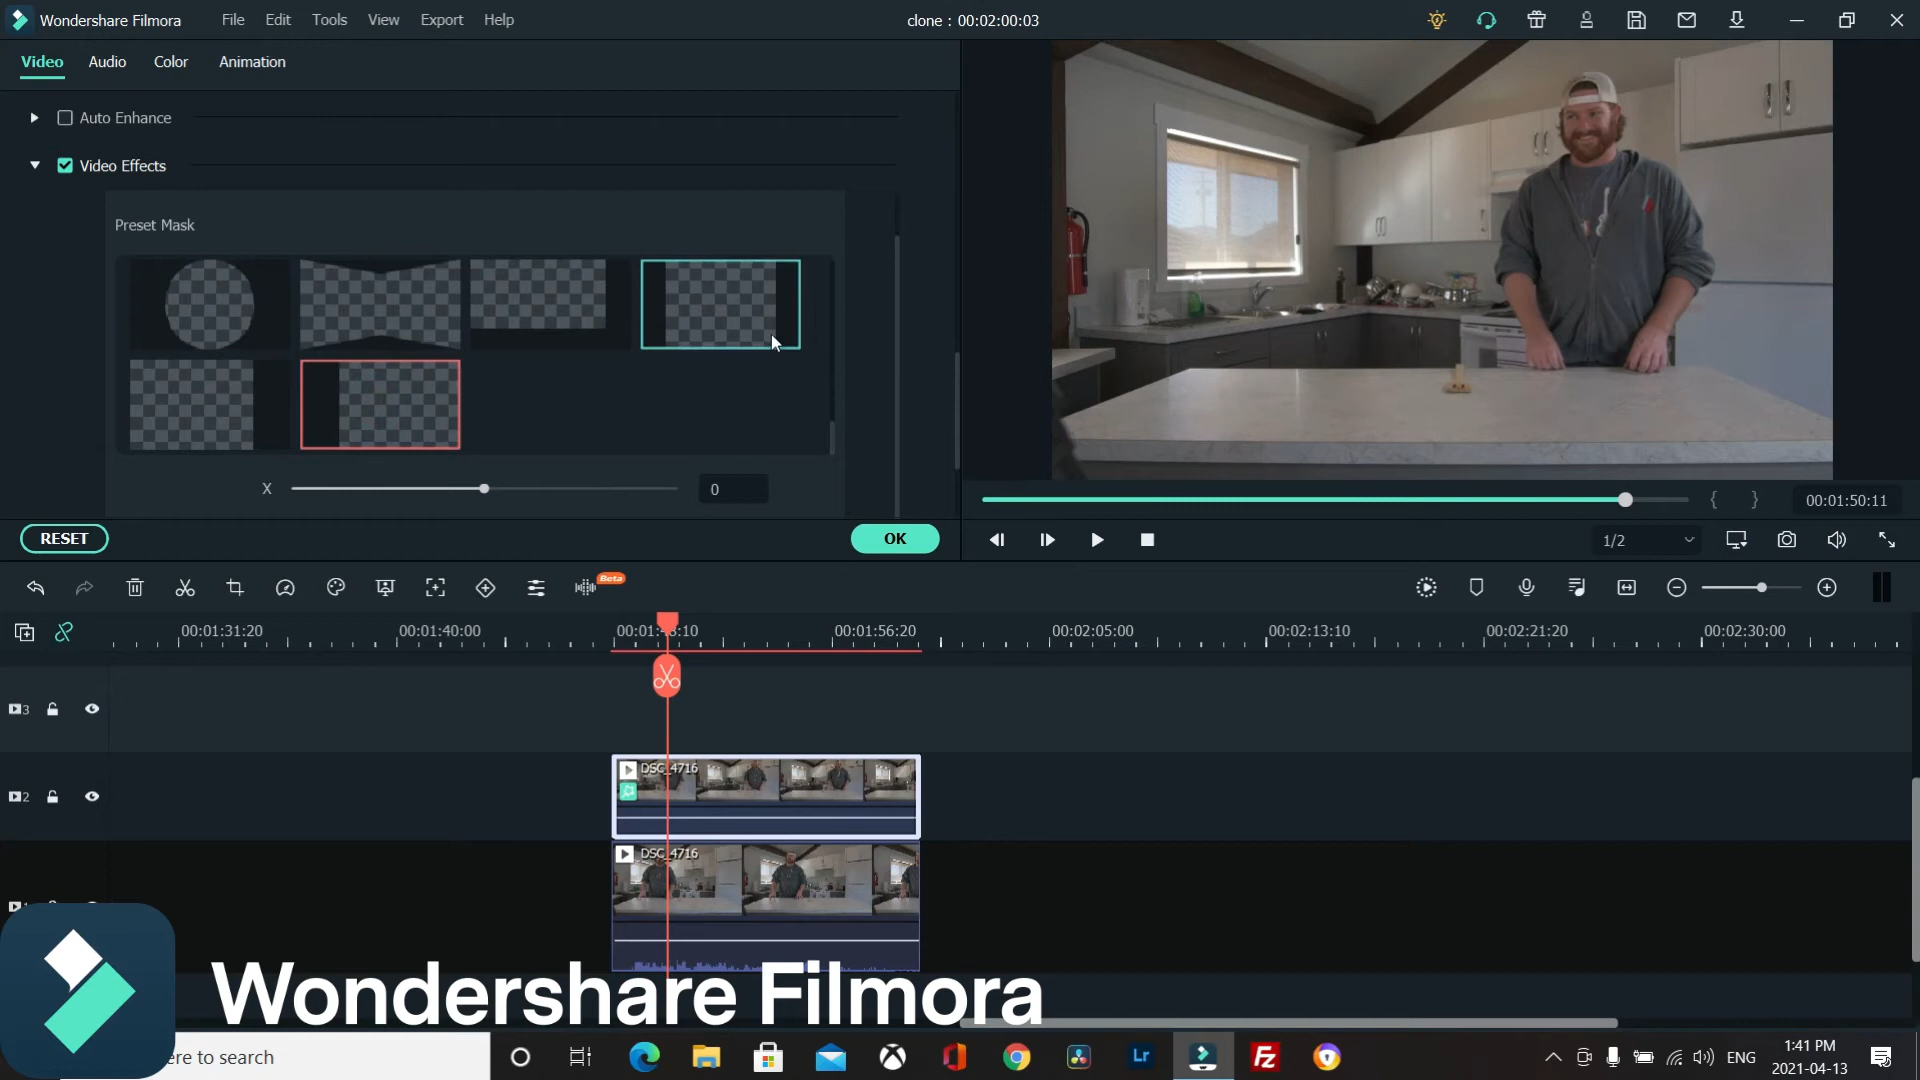 Wondershare Filmora File Edit Tools View Export Help clone : 00:02:00:03
Video Audio Color Animation
Auto Enhance
Video Effects
Preset Mask
X 0
RESET OK
00:01:50:11
1/2
Beta
00:01:31:20 00:01:40:00 00:01:48:10 00:01:56:20 00:02:05:00 00:02:13:10 00:02:21:20 00:02:30:00
3
DSC_4716
2
DSC_4716
Wondershare Filmora
ere to search
Lr
FZ
ENG
1:41 PM
2021-04-13